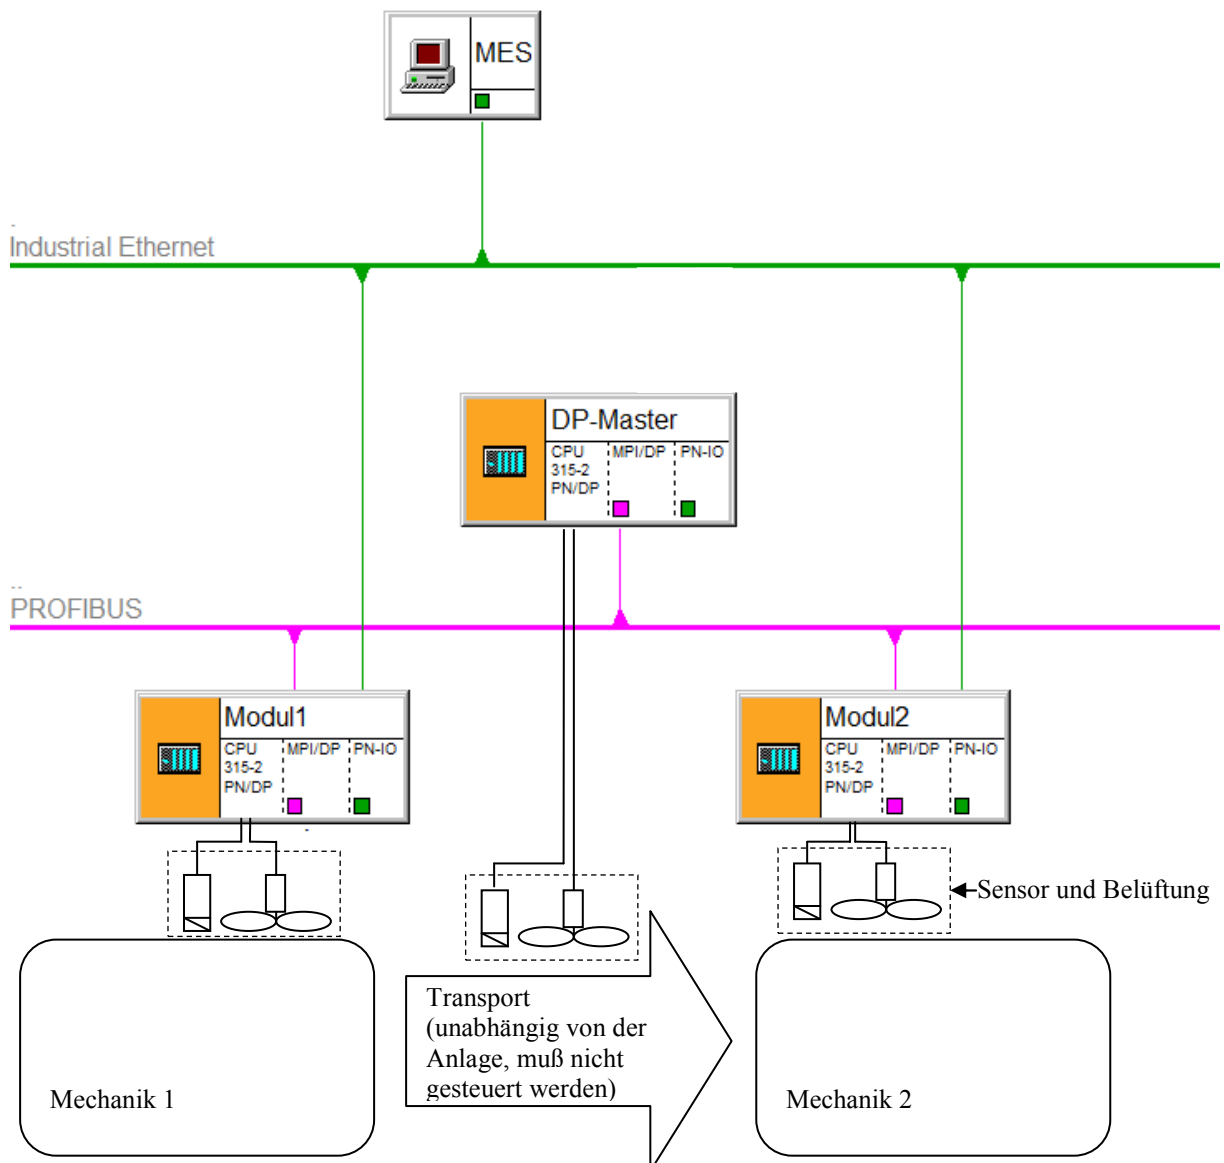 MES
Industrial Ethernet
DP-Master
CPU 315-2 PN/DP
MPI/DP
PN-IO
PROFIBUS
Modul1
CPU 315-2 PN/DP
MPI/DP
PN-IO
Modul2
CPU 315-2 PN/DP
MPI/DP
PN-IO
Sensor und Belüftung
Transport
(unabhängig von der
Anlage, muß nicht
gesteuert werden)
Mechanik 1
Mechanik 2